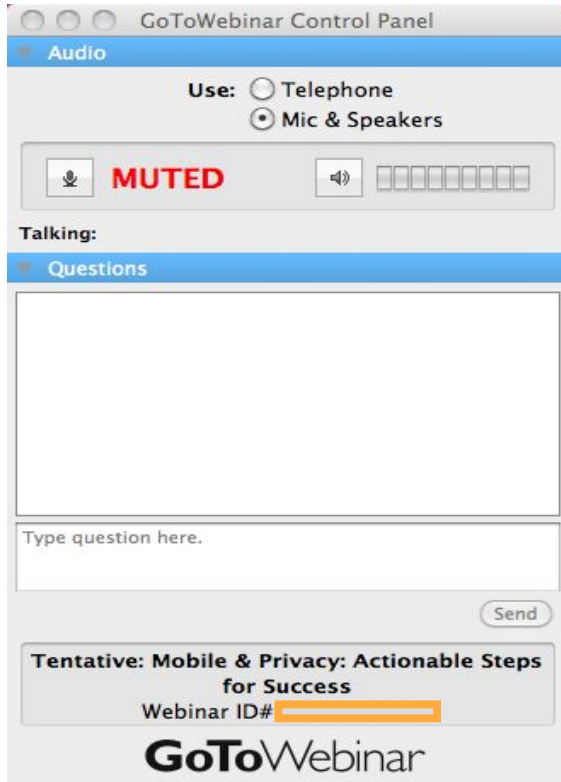 GoToWebinar Control Panel
Audio
Use: Telephone
Mic & Speakers
MUTED
Talking:
Questions
Type question here.
Send
Tentative: Mobile & Privacy: Actionable Steps
for Success
Webinar ID#
GoToWebinar